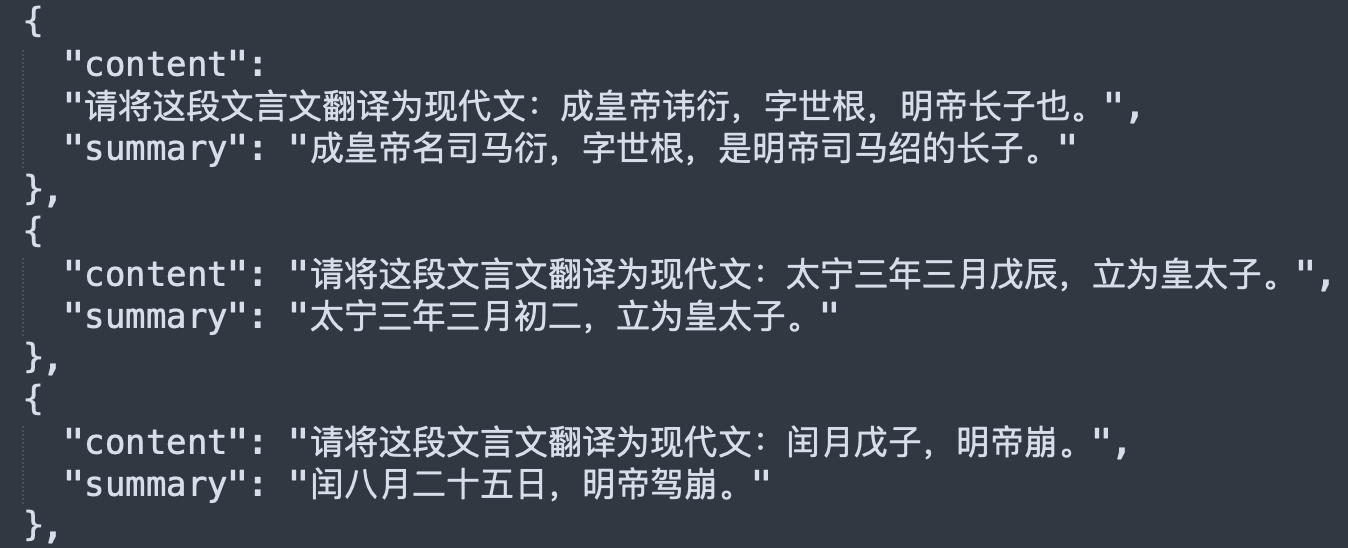 {
"content":
"请将这段文言文翻译为现代文：成皇帝讳衍，字世根，明帝长子也。",
"summary": "成皇帝名司马衍，字世根，是明帝司马绍的长子。"
},
{
"content": "请将这段文言文翻译为现代文：太宁三年三月戊辰，立为皇太子。",
"summary": "太宁三年三月初二，立为皇太子。"
},
{
"content": "请将这段文言文翻译为现代文：闰月戊子，明帝崩。",
"summary": "闰八月二十五日，明帝驾崩。"
},